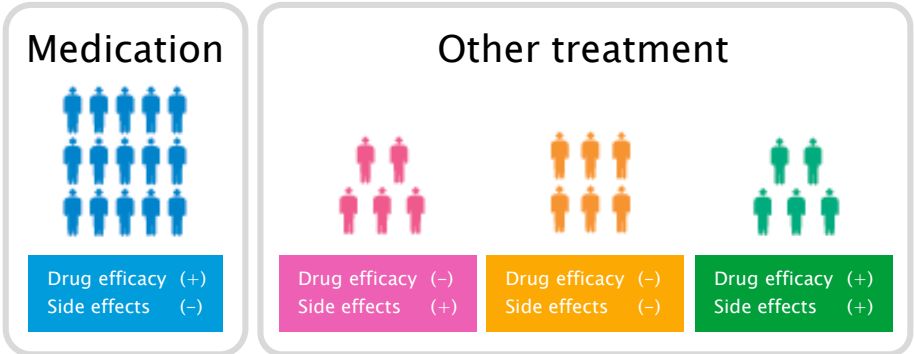 Medication
Other treatment
Drug efficacy (+)
Side effects (–)
Drug efficacy (–)
Side effects (+)
Drug efficacy (–)
Side effects (–)
Drug efficacy (+)
Side effects (+)